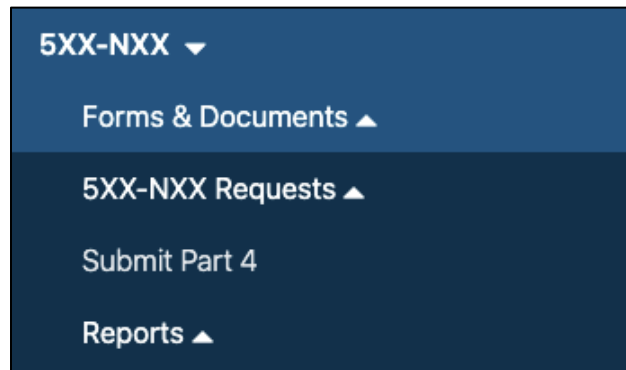 5XX-NXX
Forms & Documents
5XX-NXX Requests
Submit Part 4
Reports